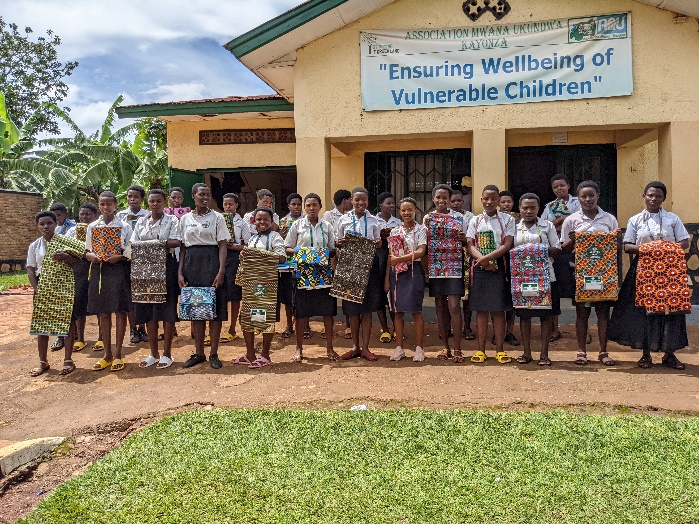 ASSOCIATION MWANA UKUNDWA
KAYONZA
"Ensuring Wellbeing of
Vulnerable Children"